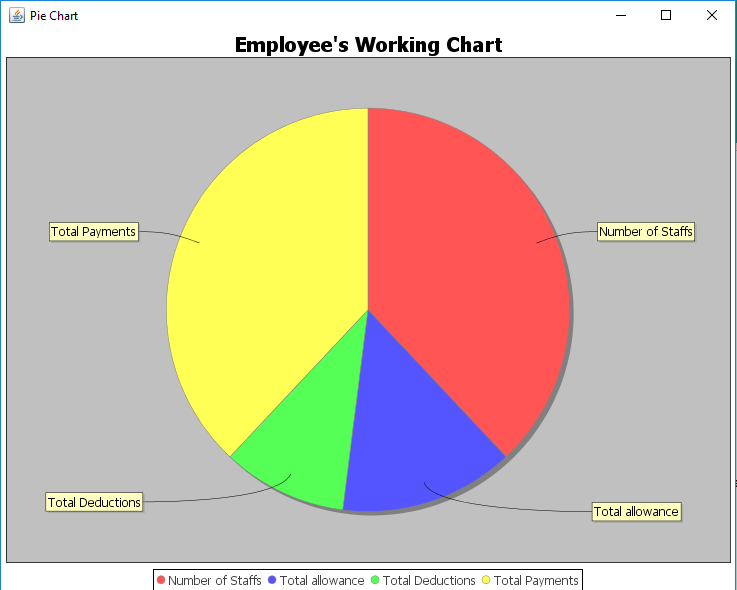 Pie Chart
Employee's Working Chart
Total Payments
Number of Staffs
Total Deductions
Total allowance
Number of Staffs Total allowance Total Deductions Total Payments